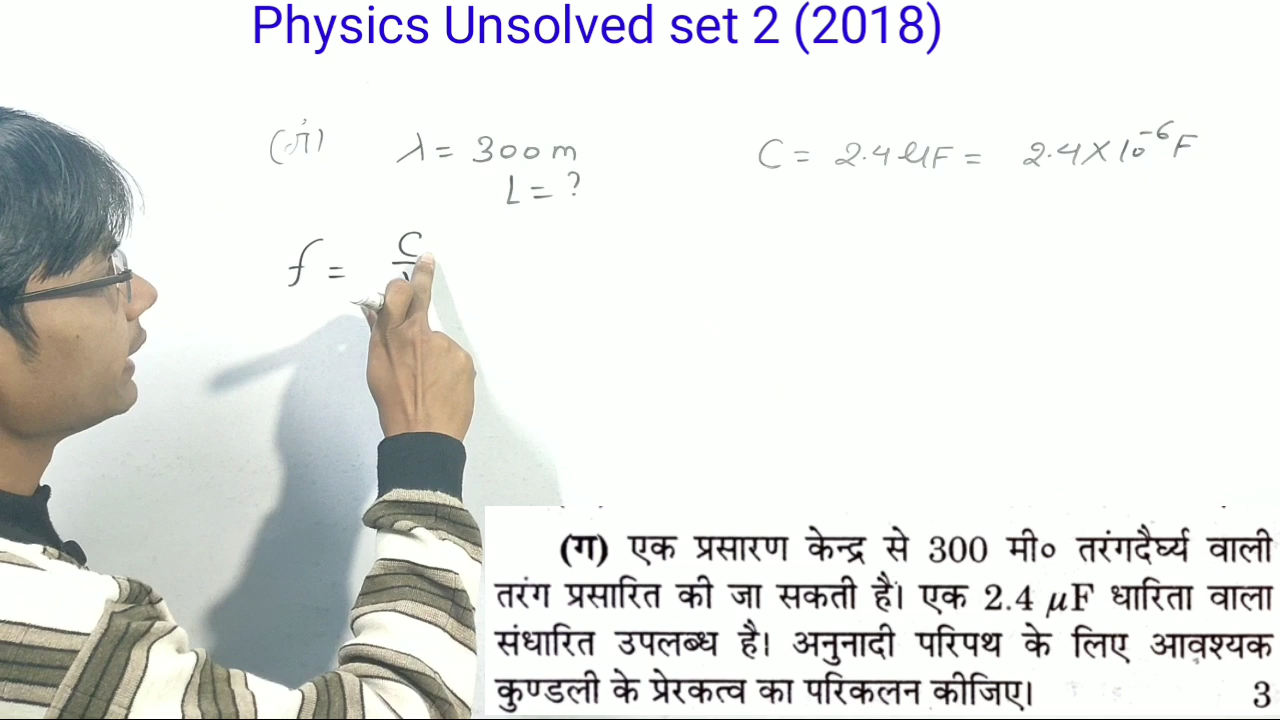 Physics Unsolved set 2 (2018)
(ग) λ = 300 m C = 2.4 μF = 2.4 × 10⁻⁶ F
L = ?
f = C
(ग) एक प्रसारण केन्द्र से 300 मी० तरंगदैर्घ्य वाली
तरंग प्रसारित की जा सकती है। एक 2.4 μF धारिता वाला
संधारित उपलब्ध है। अनुनादी परिपथ के लिए आवश्यक
कुण्डली के प्रेरकत्व का परिकलन कीजिए। 3